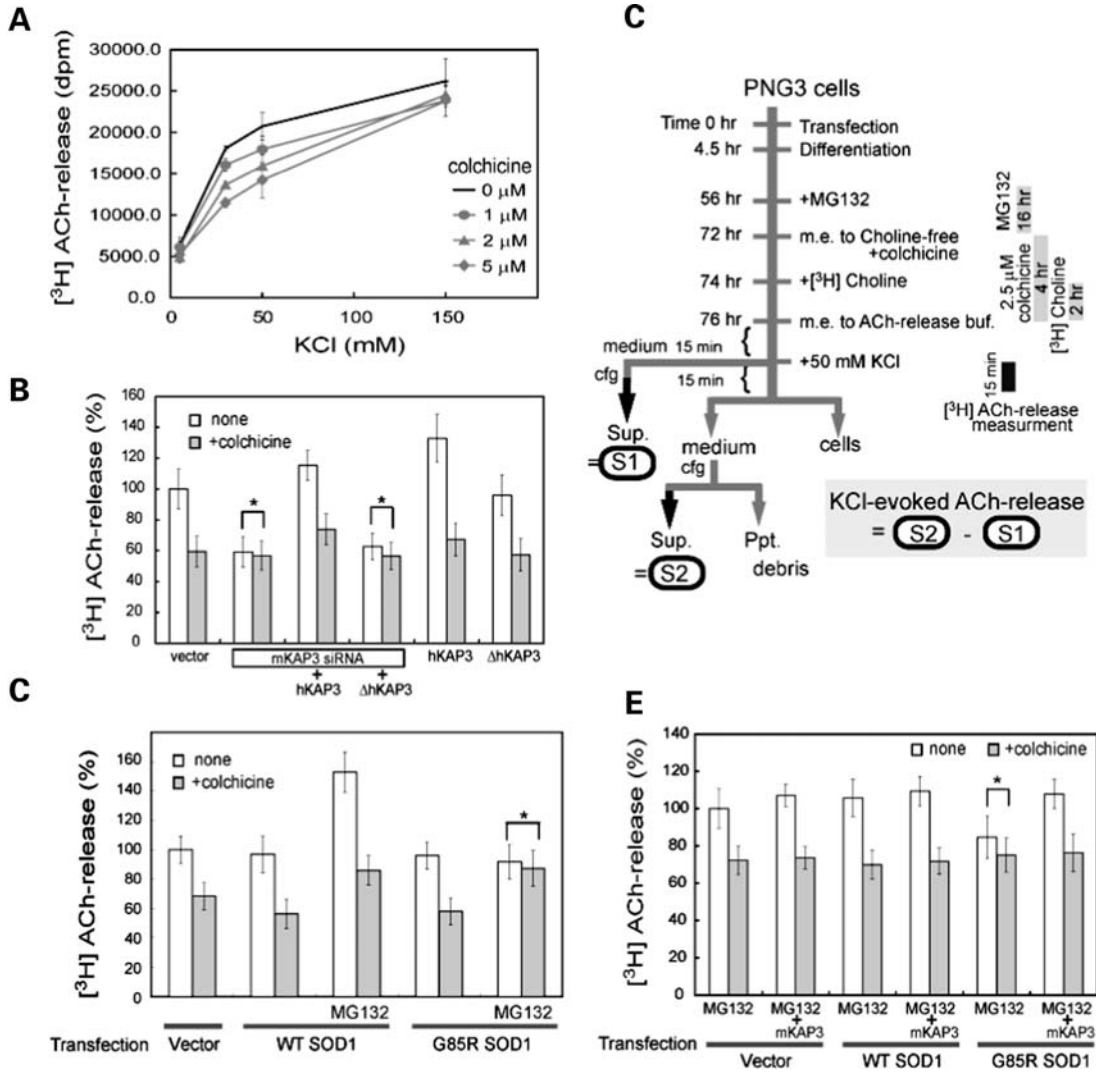 A
[³H] ACh-release (dpm)
30000.0
25000.0
20000.0
15000.0
10000.0
5000.0
0.0
0
50
100
150
KCl (mM)
colchicine
0 μM
1 μM
2 μM
5 μM
B
[³H] ACh-release (%)
160
140
120
100
80
60
40
20
0
none
+colchicine
*
*
vector
mKAP3 siRNA
+
hKAP3
+
ΔhKAP3
hKAP3
ΔhKAP3
C
PNG3 cells
Time 0 hr
Transfection
4.5 hr
Differentiation
56 hr
+MG132
72 hr
m.e. to Choline-free
+colchicine
74 hr
+[³H] Choline
76 hr
m.e. to ACh-release buf.
medium
15 min
+50 mM KCl
cfg
15 min
Sup.
= S1
medium
cfg
cells
Sup.
= S2
Ppt.
debris
MG132
16 hr
2.5 μM
colchicine
4 hr
[³H] Choline
2 hr
15 min
[³H] ACh-release
measurment
KCl-evoked ACh-release
= S2 - S1
C
[³H] ACh-release (%)
160
140
120
100
80
60
40
20
0
none
+colchicine
*
MG132
MG132
Transfection
Vector
WT SOD1
G85R SOD1
E
[³H] ACh-release (%)
140
120
100
80
60
40
20
0
none
+colchicine
*
MG132
MG132
+
mKAP3
MG132
MG132
+
mKAP3
MG132
MG132
+
mKAP3
Vector
WT SOD1
G85R SOD1